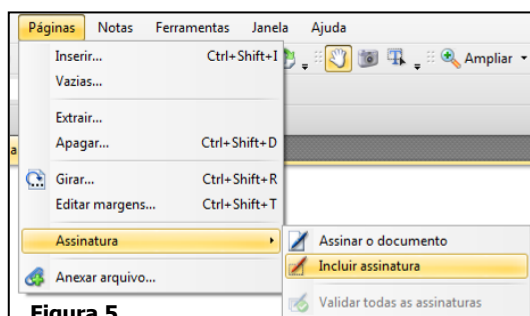 Páginas Notas Ferramentas Janela Ajuda
Inserir... Ctrl+Shift+I
Ampliar
Vazias...
Extrair...
Apagar... Ctrl+Shift+D
Girar... Ctrl+Shift+R
Editar margens... Ctrl+Shift+T
Assinatura
Assinar o documento
Incluir assinatura
Anexar arquivo...
Validar todas as assinaturas
Figura 5